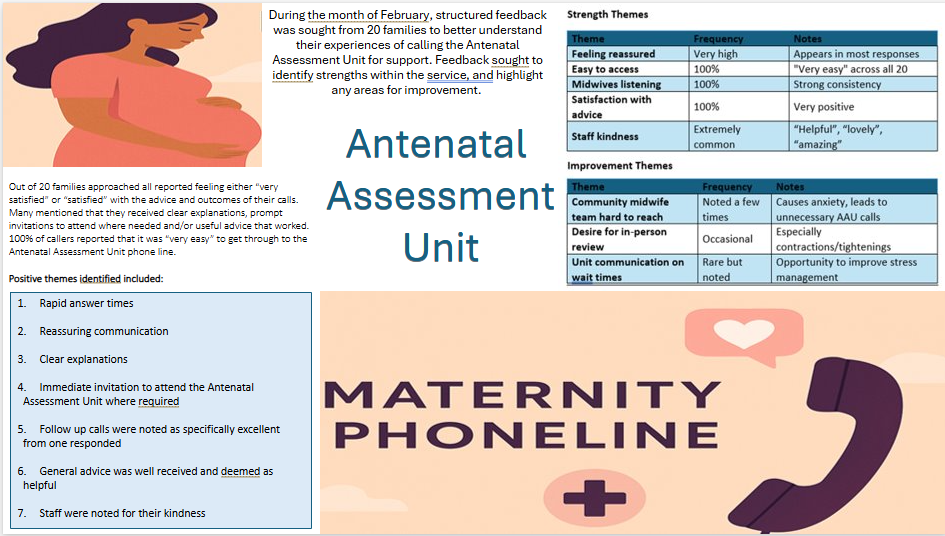 During the month of February, structured feedback
was sought from 20 families to better understand
their experiences of calling the Antenatal
Assessment Unit for support. Feedback sought to
identify strengths within the service, and highlight
any areas for improvement.
Antenatal
Assessment
Unit
Out of 20 families approached all reported feeling either “very
satisfied” or “satisfied” with the advice and outcomes of their calls.
Many mentioned that they received clear explanations, prompt
invitations to attend where needed and/or useful advice that worked.
100% of callers reported that it was “very easy” to get through to the
Antenatal Assessment Unit phone line.
Positive themes identified included:
1. Rapid answer times
2. Reassuring communication
3. Clear explanations
4. Immediate invitation to attend the Antenatal
Assessment Unit where required
5. Follow up calls were noted as specifically excellent
from one responded
6. General advice was well received and deemed as
helpful
7. Staff were noted for their kindness
Strength Themes
Theme Frequency Notes
Feeling reassured Very high Appears in most responses
Easy to access 100% "Very easy" across all 20
Midwives listening 100% Strong consistency
Satisfaction with
advice 100% Very positive
Staff kindness Extremely
common “Helpful”, “lovely”,
“amazing”
Improvement Themes
Theme Frequency Notes
Community midwife
team hard to reach Noted a few
times Causes anxiety, leads to
unnecessary AAU calls
Desire for in-person
review Occasional Especially
contractions/tightenings
Unit communication on
wait times Rare but
noted Opportunity to improve stress
management
MATERNITY
PHONELINE